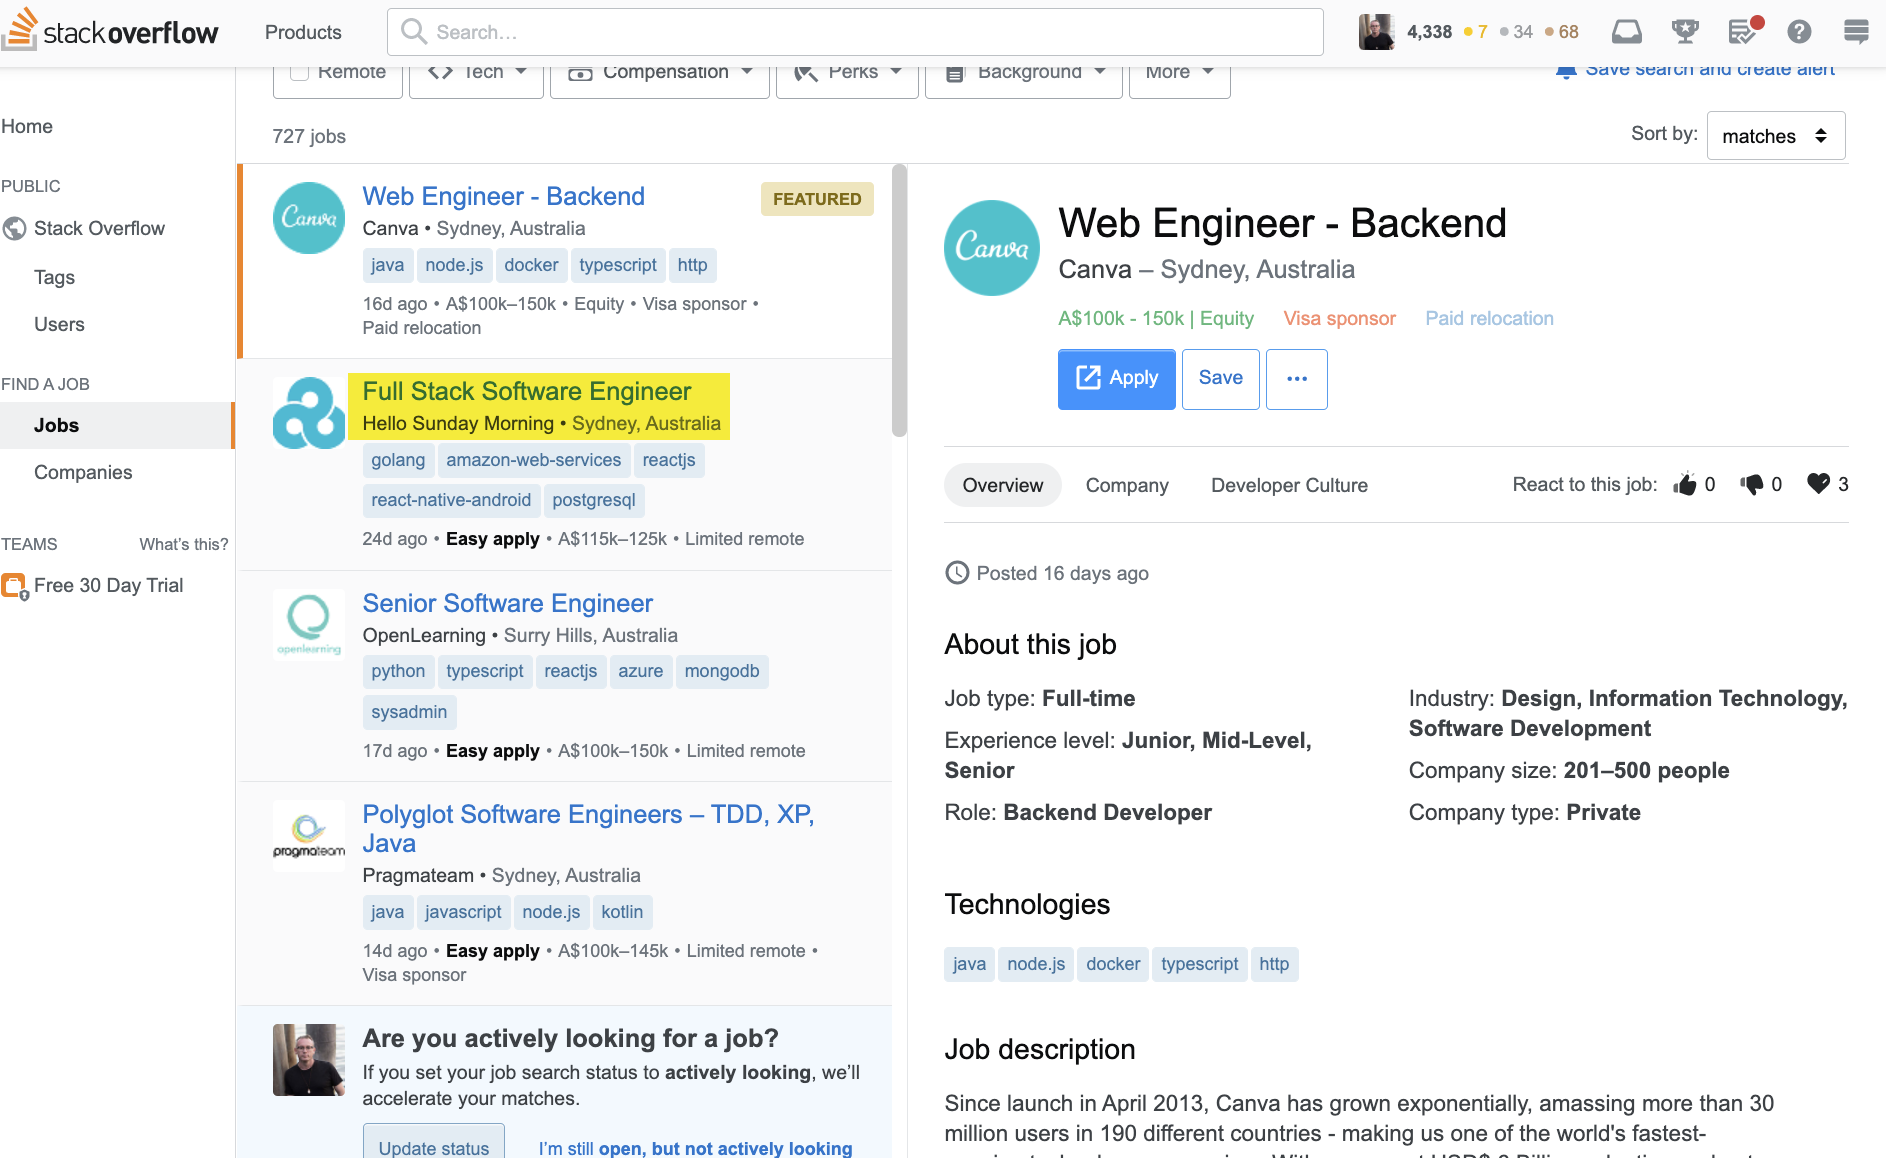 stackoverflow
Products
Search...
4,338 7 34 68
Remote
Tech
Compensation
Perks
Background
More
Save search and create alert
Home
PUBLIC
Stack Overflow
Tags
Users
FIND A JOB
Jobs
Companies
TEAMS What's this?
Free 30 Day Trial
727 jobs
Sort by: matches
Canva
Web Engineer - Backend
FEATURED
Canva • Sydney, Australia
java node.js docker typescript http
16d ago • A$100k–150k • Equity • Visa sponsor •
Paid relocation
Full Stack Software Engineer
Hello Sunday Morning • Sydney, Australia
golang amazon-web-services reactjs
react-native-android postgresql
24d ago • Easy apply • A$115k–125k • Limited remote
openlearning
Senior Software Engineer
OpenLearning • Surry Hills, Australia
python typescript reactjs azure mongodb
sysadmin
17d ago • Easy apply • A$100k–150k • Limited remote
pragmateam
Polyglot Software Engineers – TDD, XP,
Java
Pragmateam • Sydney, Australia
java javascript node.js kotlin
14d ago • Easy apply • A$100k–145k • Limited remote •
Visa sponsor
Are you actively looking for a job?
If you set your job search status to actively looking, we'll
accelerate your matches.
Update status
I'm still open, but not actively looking
Canva
Web Engineer - Backend
Canva – Sydney, Australia
A$100k - 150k | Equity Visa sponsor Paid relocation
Apply
Save
...
Overview Company Developer Culture
React to this job: 0 0 3
Posted 16 days ago
About this job
Job type: Full-time
Experience level: Junior, Mid-Level,
Senior
Role: Backend Developer
Industry: Design, Information Technology,
Software Development
Company size: 201–500 people
Company type: Private
Technologies
java node.js docker typescript http
Job description
Since launch in April 2013, Canva has grown exponentially, amassing more than 30
million users in 190 different countries - making us one of the world's fastest-